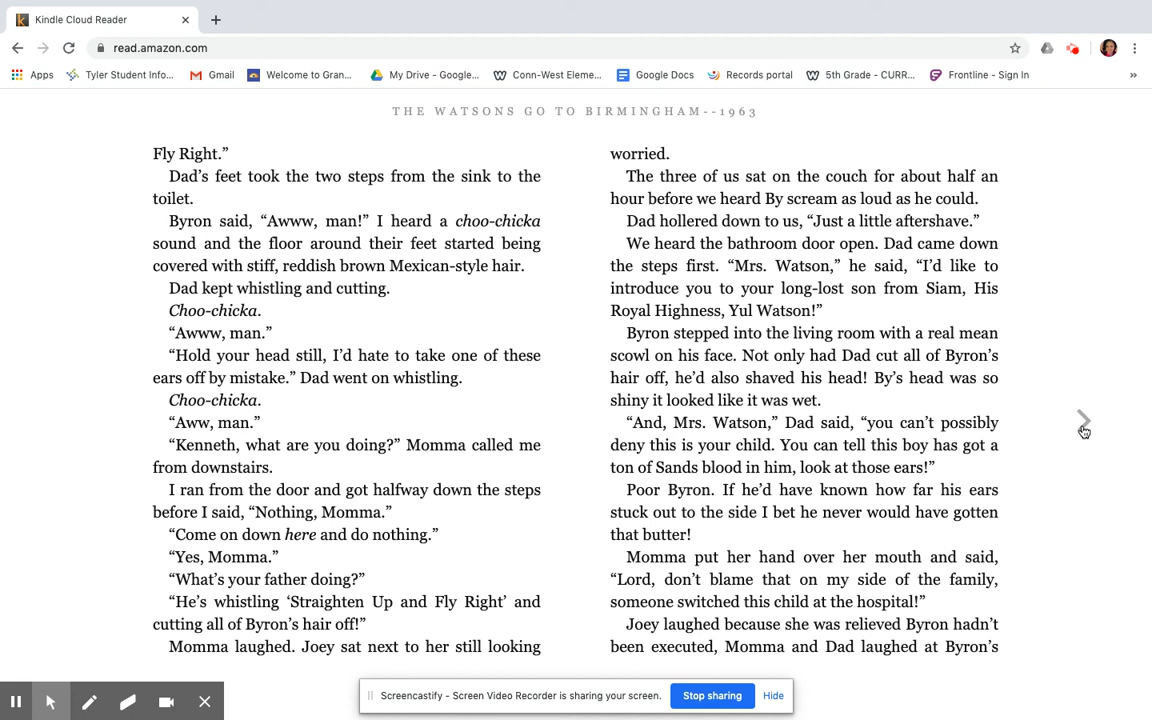 Kindle Cloud Reader
read.amazon.com
Apps
Tyler Student Info...
Gmail
Welcome to Gran...
My Drive - Google...
Conn-West Eleme...
Google Docs
Records portal
5th Grade - CURR...
Frontline - Sign In
»
THE WATSONS GO TO BIRMINGHAM--1963
Fly Right.”
Dad’s feet took the two steps from the sink to the
toilet.
Byron said, “Awww, man!” I heard a choo-chicka
sound and the floor around their feet started being
covered with stiff, reddish brown Mexican-style hair.
Dad kept whistling and cutting.
Choo-chicka.
“Awww, man.”
“Hold your head still, I’d hate to take one of these
ears off by mistake.” Dad went on whistling.
Choo-chicka.
“Aww, man.”
“Kenneth, what are you doing?” Momma called me
from downstairs.
I ran from the door and got halfway down the steps
before I said, “Nothing, Momma.”
“Come on down here and do nothing.”
“Yes, Momma.”
“What’s your father doing?”
“He’s whistling ‘Straighten Up and Fly Right’ and
cutting all of Byron’s hair off!”
Momma laughed. Joey sat next to her still looking
worried.
The three of us sat on the couch for about half an
hour before we heard By scream as loud as he could.
Dad hollered down to us, “Just a little aftershave.”
We heard the bathroom door open. Dad came down
the steps first. “Mrs. Watson,” he said, “I’d like to
introduce you to your long-lost son from Siam, His
Royal Highness, Yul Watson!”
Byron stepped into the living room with a real mean
scowl on his face. Not only had Dad cut all of Byron’s
hair off, he’d also shaved his head! By’s head was so
shiny it looked like it was wet.
“And, Mrs. Watson,” Dad said, “you can’t possibly
deny this is your child. You can tell this boy has got a
ton of Sands blood in him, look at those ears!”
Poor Byron. If he’d have known how far his ears
stuck out to the side I bet he never would have gotten
that butter!
Momma put her hand over her mouth and said,
“Lord, don’t blame that on my side of the family,
someone switched this child at the hospital!”
Joey laughed because she was relieved Byron hadn’t
been executed, Momma and Dad laughed at Byron’s
Screencastify - Screen Video Recorder is sharing your screen.
Stop sharing
Hide